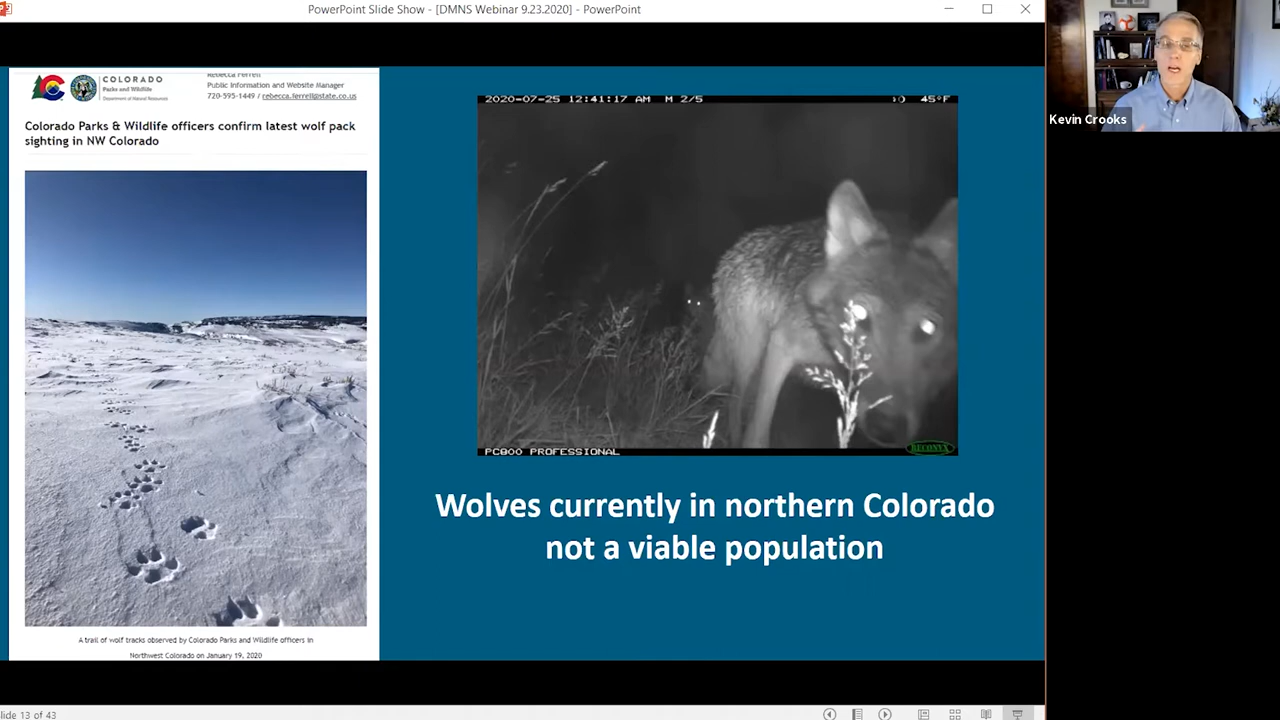 PowerPoint Slide Show - [DMNS Webinar 9.23.2020] - PowerPoint
COLORADO
Parks and Wildlife
Department of Natural Resources
Rebecca Ferrell
Public Information and Website Manager
720-595-1449 / rebecca.ferrell@state.co.us
Colorado Parks & Wildlife officers confirm latest wolf pack
sighting in NW Colorado
A trail of wolf tracks observed by Colorado Parks and Wildlife officers in
Northwest Colorado on January 19, 2020
2020-07-25 12:41:17 AM M 2/5 45°F
PC800 PROFESSIONAL
RECONYX
Wolves currently in northern Colorado
not a viable population
Kevin Crooks
lide 13 of 43